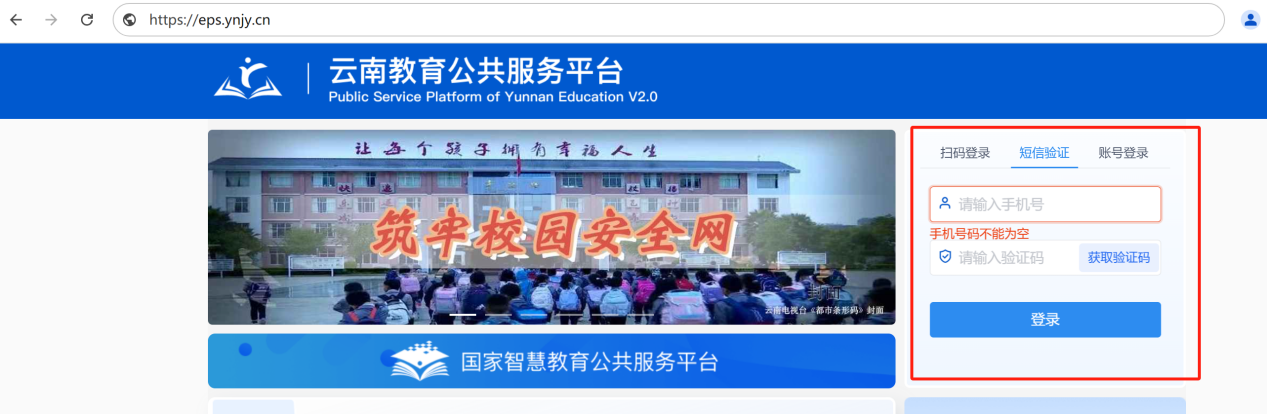 https://eps.ynjy.cn
云南教育公共服务平台
Public Service Platform of Yunnan Education V2.0
让每个孩子拥有幸福人生
筑牢校园安全网
封面
云南电视台《都市条形码》封面
国家智慧教育公共服务平台
扫码登录 短信验证 账号登录
请输入手机号
手机号码不能为空
请输入验证码 获取验证码
登录